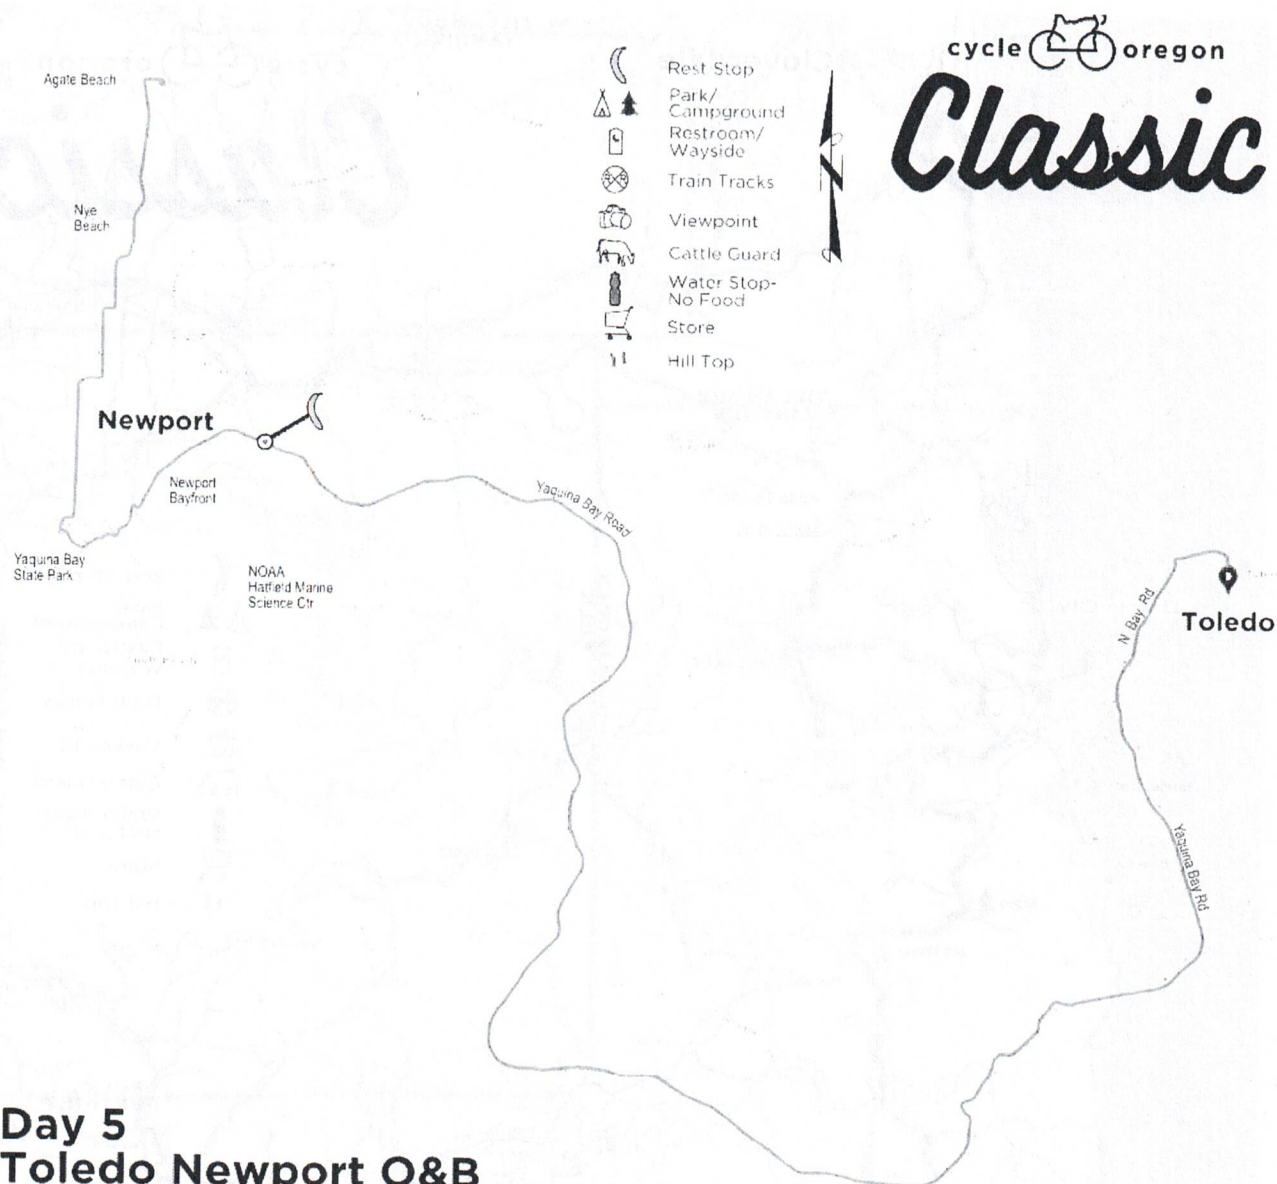 cycle oregon
Classic
Rest Stop
Park/
Campground
Restroom/
Wayside
Train Tracks
Viewpoint
Cattle Guard
Water Stop-
No Food
Store
Hill Top
N
Agate Beach
Nye
Beach
Newport
Newport
Bayfront
Yaquina Bay
State Park
NOAA
Hatfield Marine
Science Ctr
Yaquina Bay Road
N Bay Rd
Toledo
Yaquina Bay Rd
Day 5
Toledo Newport O&B